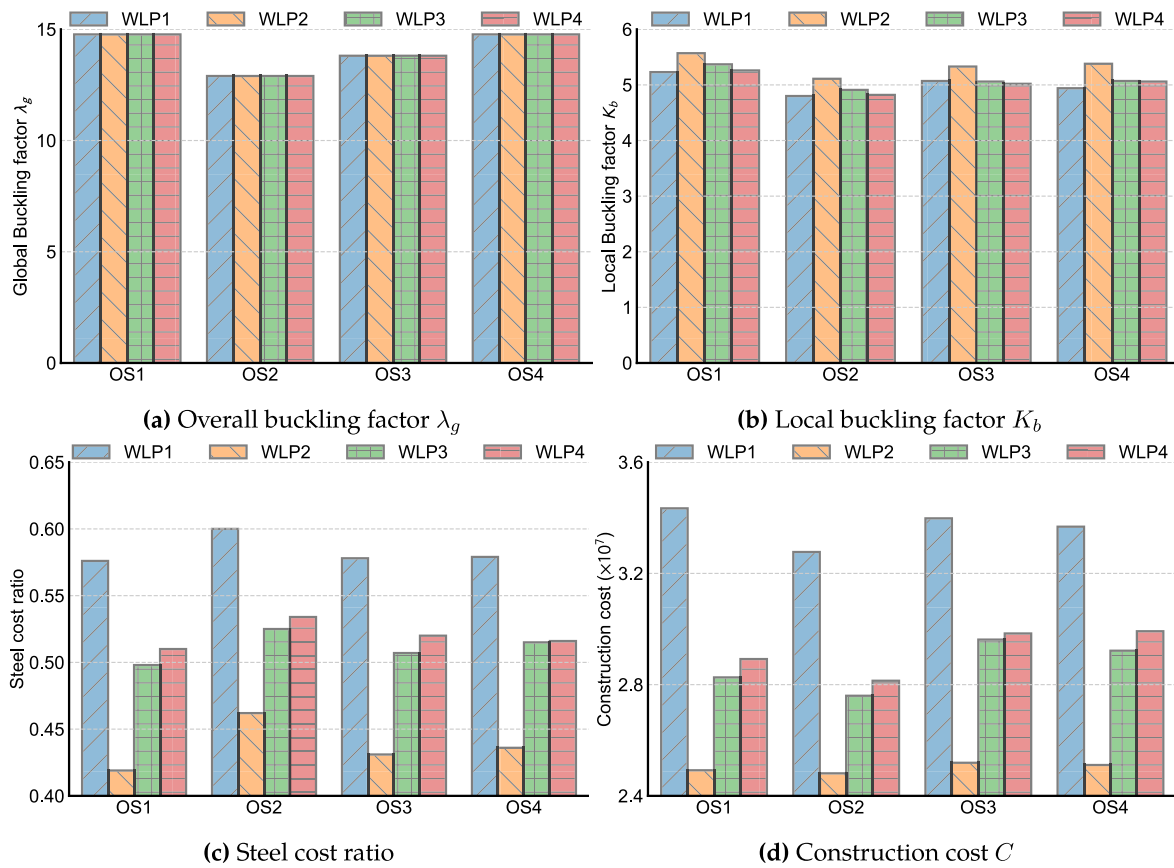 WLP1 WLP2 WLP3 WLP4
15
10
5
0
Global Buckling factor λg
OS1 OS2 OS3 OS4
(a) Overall buckling factor λg
WLP1 WLP2 WLP3 WLP4
6
5
4
3
2
1
0
Local Buckling factor Kb
OS1 OS2 OS3 OS4
(b) Local buckling factor Kb
WLP1 WLP2 WLP3 WLP4
0.65
0.60
0.55
0.50
0.45
0.40
Steel cost ratio
OS1 OS2 OS3 OS4
(c) Steel cost ratio
WLP1 WLP2 WLP3 WLP4
3.6
3.2
2.8
2.4
Construction cost (×10⁷)
OS1 OS2 OS3 OS4
(d) Construction cost C